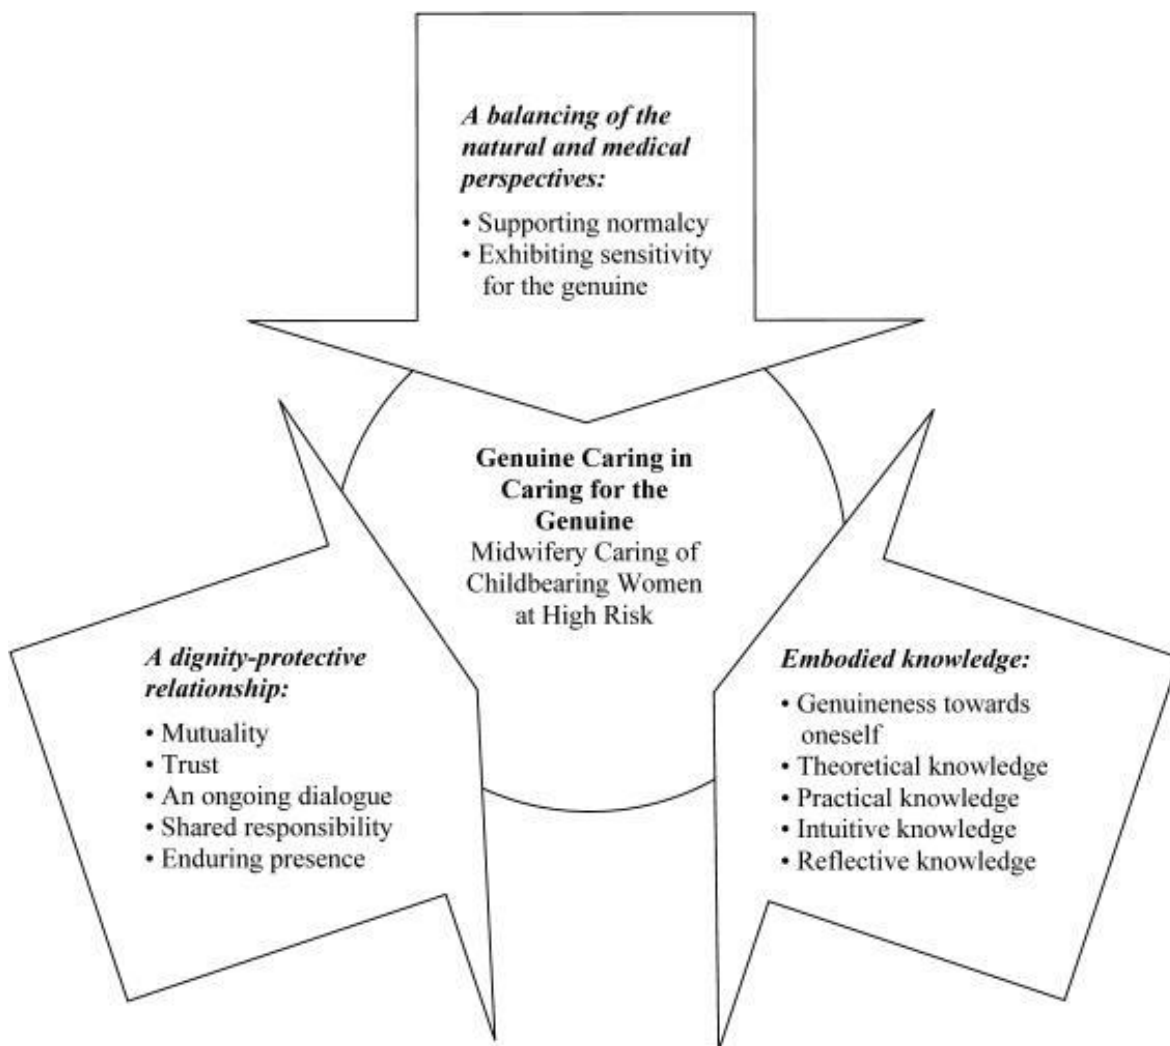 A balancing of the
natural and medical
perspectives:
• Supporting normalcy
• Exhibiting sensitivity
for the genuine
Genuine Caring in
Caring for the
Genuine
Midwifery Caring of
Childbearing Women
at High Risk
A dignity-protective
relationship:
• Mutuality
• Trust
• An ongoing dialogue
• Shared responsibility
• Enduring presence
Embodied knowledge:
• Genuineness towards
oneself
• Theoretical knowledge
• Practical knowledge
• Intuitive knowledge
• Reflective knowledge